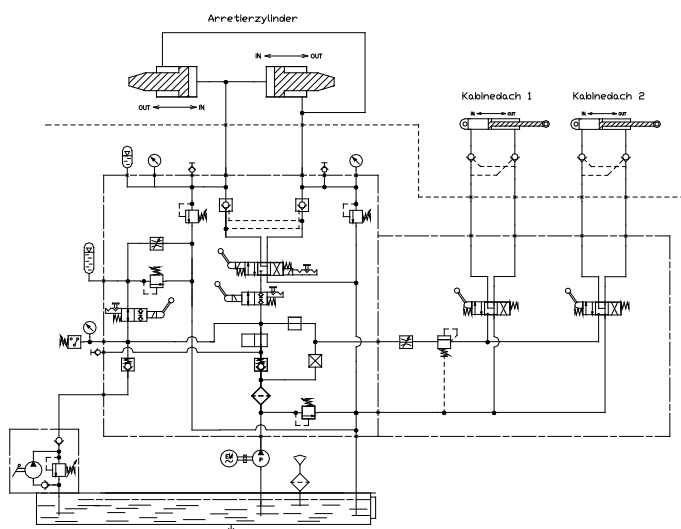 Arretierzylinder
IN OUT
OUT IN
Kabinedach 1 Kabinedach 2
IN OUT IN OUT
EM P
P